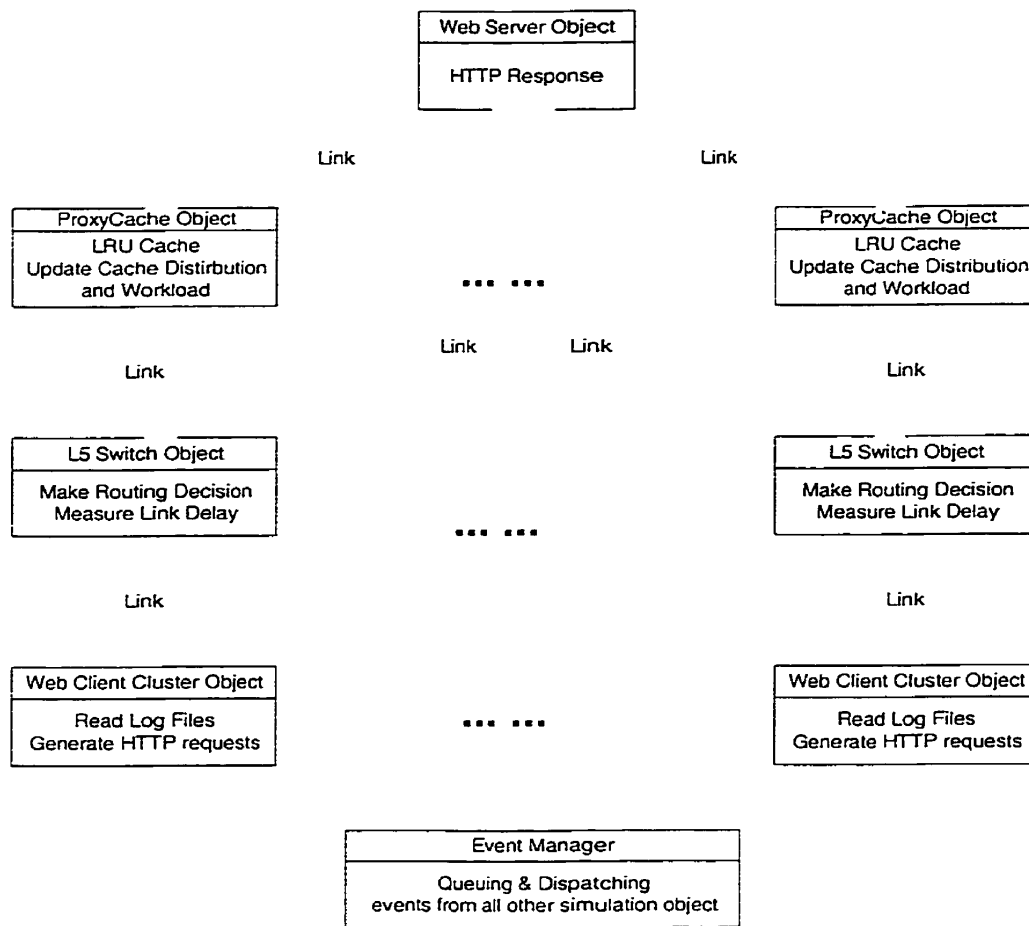 Web Server Object
HTTP Response
Link
Link
ProxyCache Object
LRU Cache
Update Cache Distirbution
and Workload
... ...
ProxyCache Object
LRU Cache
Update Cache Distribution
and Workload
Link
Link
Link
Link
L5 Switch Object
Make Routing Decision
Measure Link Delay
... ...
L5 Switch Object
Make Routing Decision
Measure Link Delay
Link
Link
Web Client Cluster Object
Read Log Files
Generate HTTP requests
... ...
Web Client Cluster Object
Read Log Files
Generate HTTP requests
Event Manager
Queuing & Dispatching
events from all other simulation object